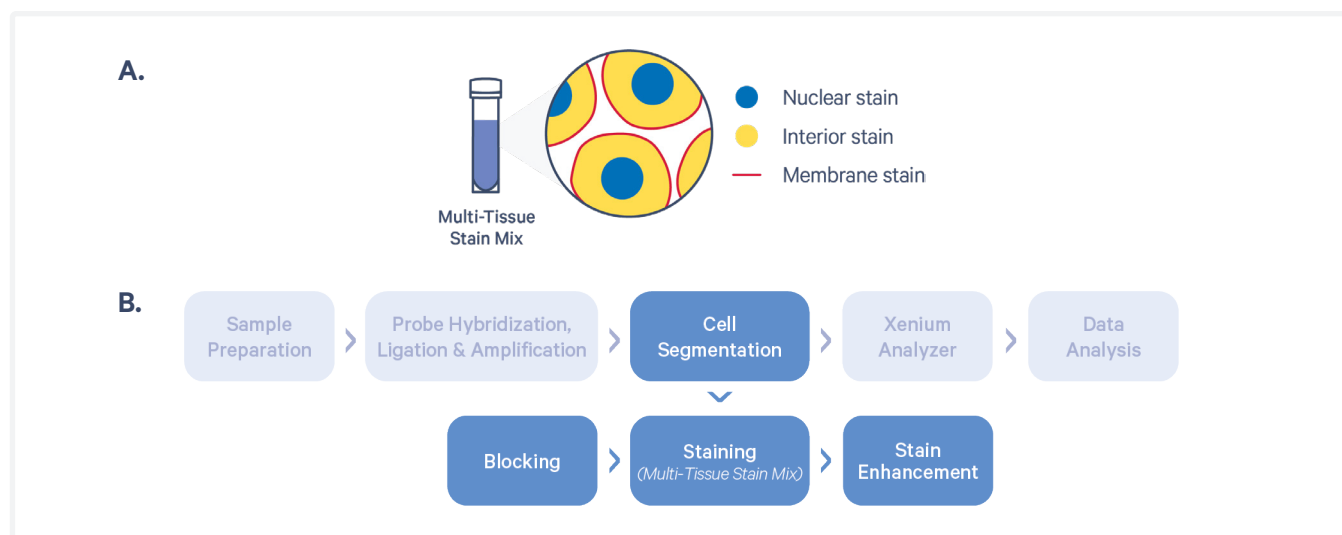 A.
Nuclear stain
Interior stain
Membrane stain
Multi-Tissue
Stain Mix
B.
Sample
Preparation
Probe Hybridization,
Ligation & Amplification
Cell
Segmentation
Xenium
Analyzer
Data
Analysis
Blocking
Staining
(Multi-Tissue Stain Mix)
Stain
Enhancement